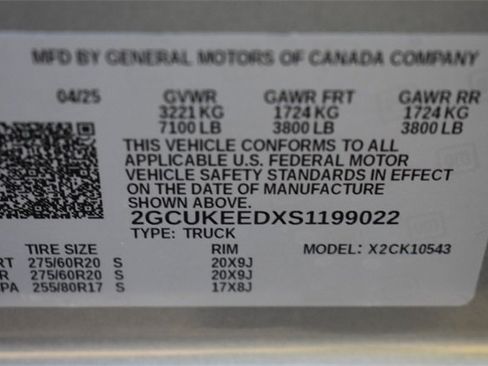 MFD BY GENERAL MOTORS OF CANADA COMPANY
04/25 GVWR GAWR FRT GAWR RR
3221 KG 1724 KG 1724 KG
7100 LB 3800 LB 3800 LB
THIS VEHICLE CONFORMS TO ALL
APPLICABLE U.S. FEDERAL MOTOR
VEHICLE SAFETY STANDARDS IN EFFECT
ON THE DATE OF MANUFACTURE
SHOWN ABOVE.
2GCUKEEDXS1199022
TYPE: TRUCK MODEL: X2CK10543
TIRE SIZE RIM
RT 275/60R20 S 20X9J
R 275/60R20 S 20X9J
PA 255/80R17 S 17X8J